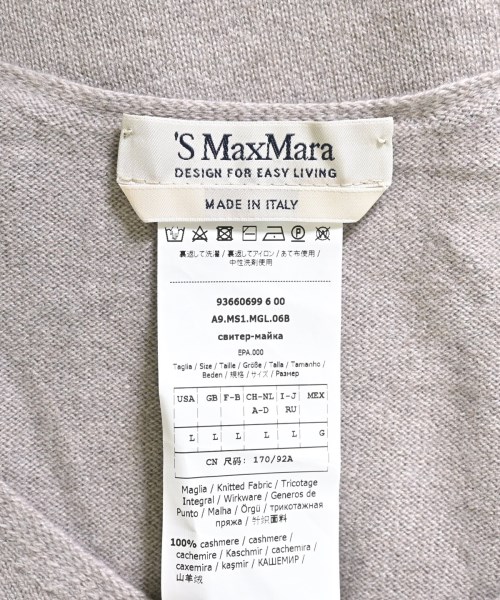 'S MaxMara
DESIGN FOR EASY LIVING
MADE IN ITALY
裏返して洗濯 / 裏返してアイロン / あて布使用 /
中性洗剤使用
93660699 6 00
A9.MS1.MGL.06B
свитер-майка
EPA.000
Taglia / Size / Taille / Größe / Talla / Tamanho /
Beden / 規格 / サイズ / Размер
USA GB F-B CH-NL I-J MEX
A-D RU
L L L L L G
CN 尺码: 170/92A
Maglia / Knitted Fabric / Tricotage
Integral / Wirkware / Generos de
Punto / Malha / Örgü / трикотажная
пряжа / 针织面料
100% cashmere / cashmere /
cachemire / Kaschmir / cachemira /
caxemira / kaşmir / КАШЕМИР /
山羊绒